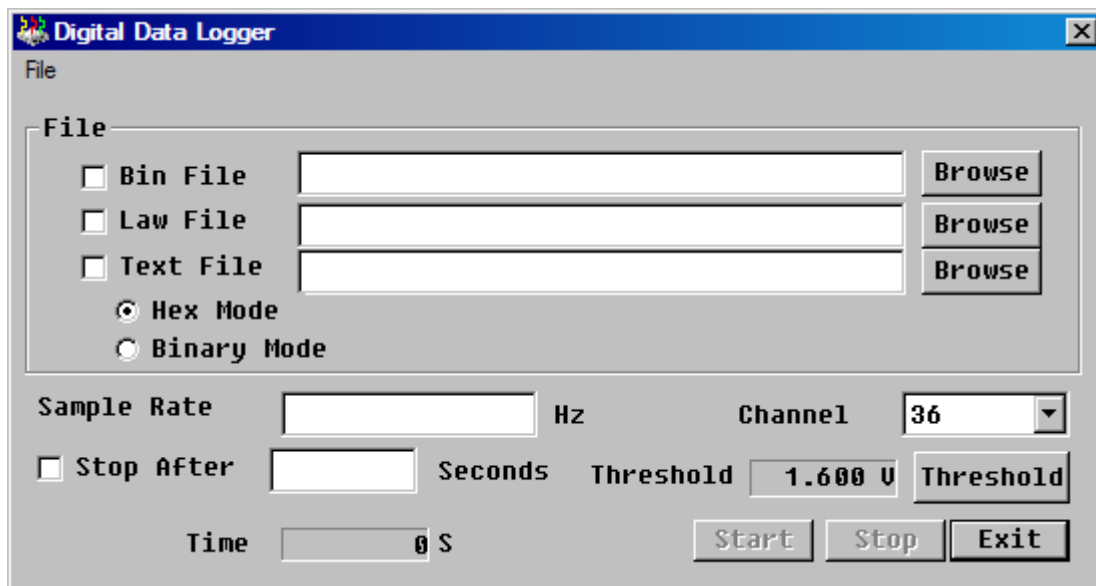 Digital Data Logger
File
File
Bin File Browse
Law File Browse
Text File Browse
Hex Mode
Binary Mode
Sample Rate Hz Channel 36
Stop After Seconds Threshold 1.600 V Threshold
Time 0 S Start Stop Exit